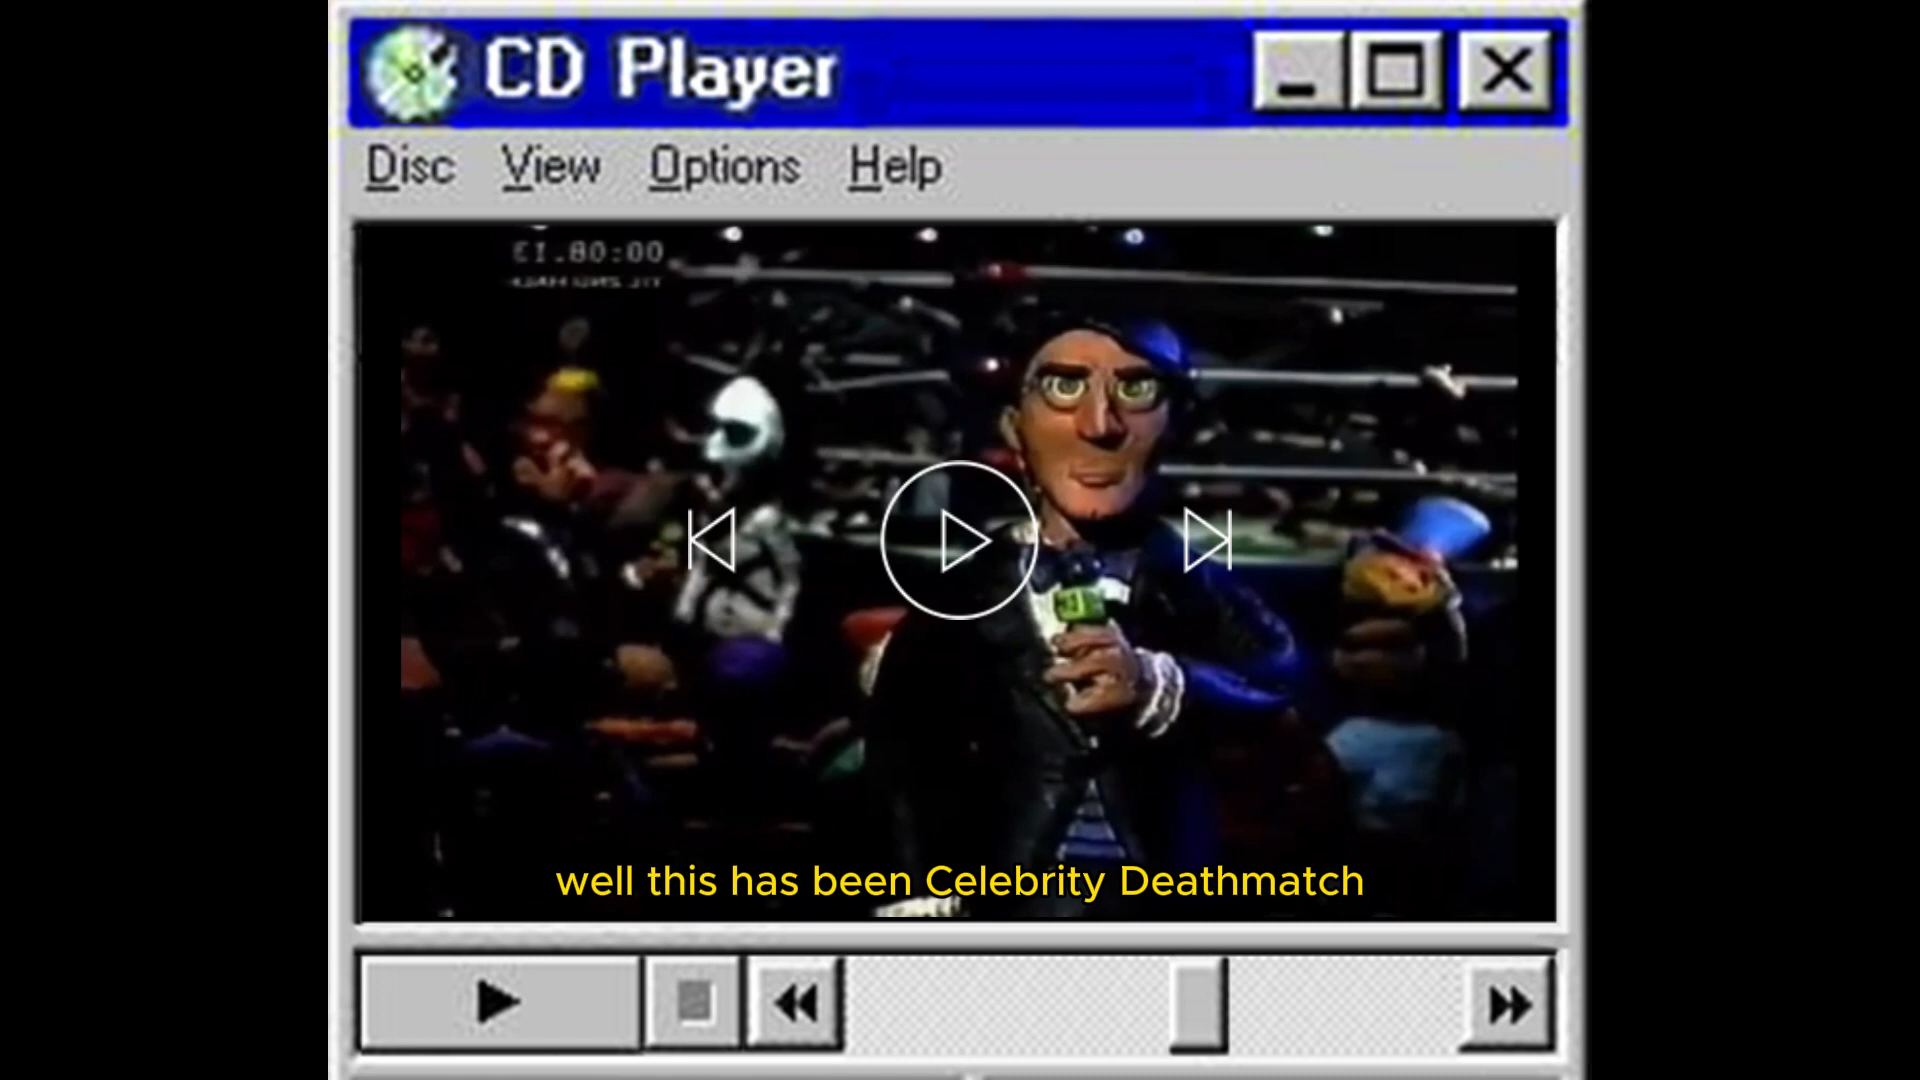 CD Player
Disc View Options Help
well this has been Celebrity Deathmatch